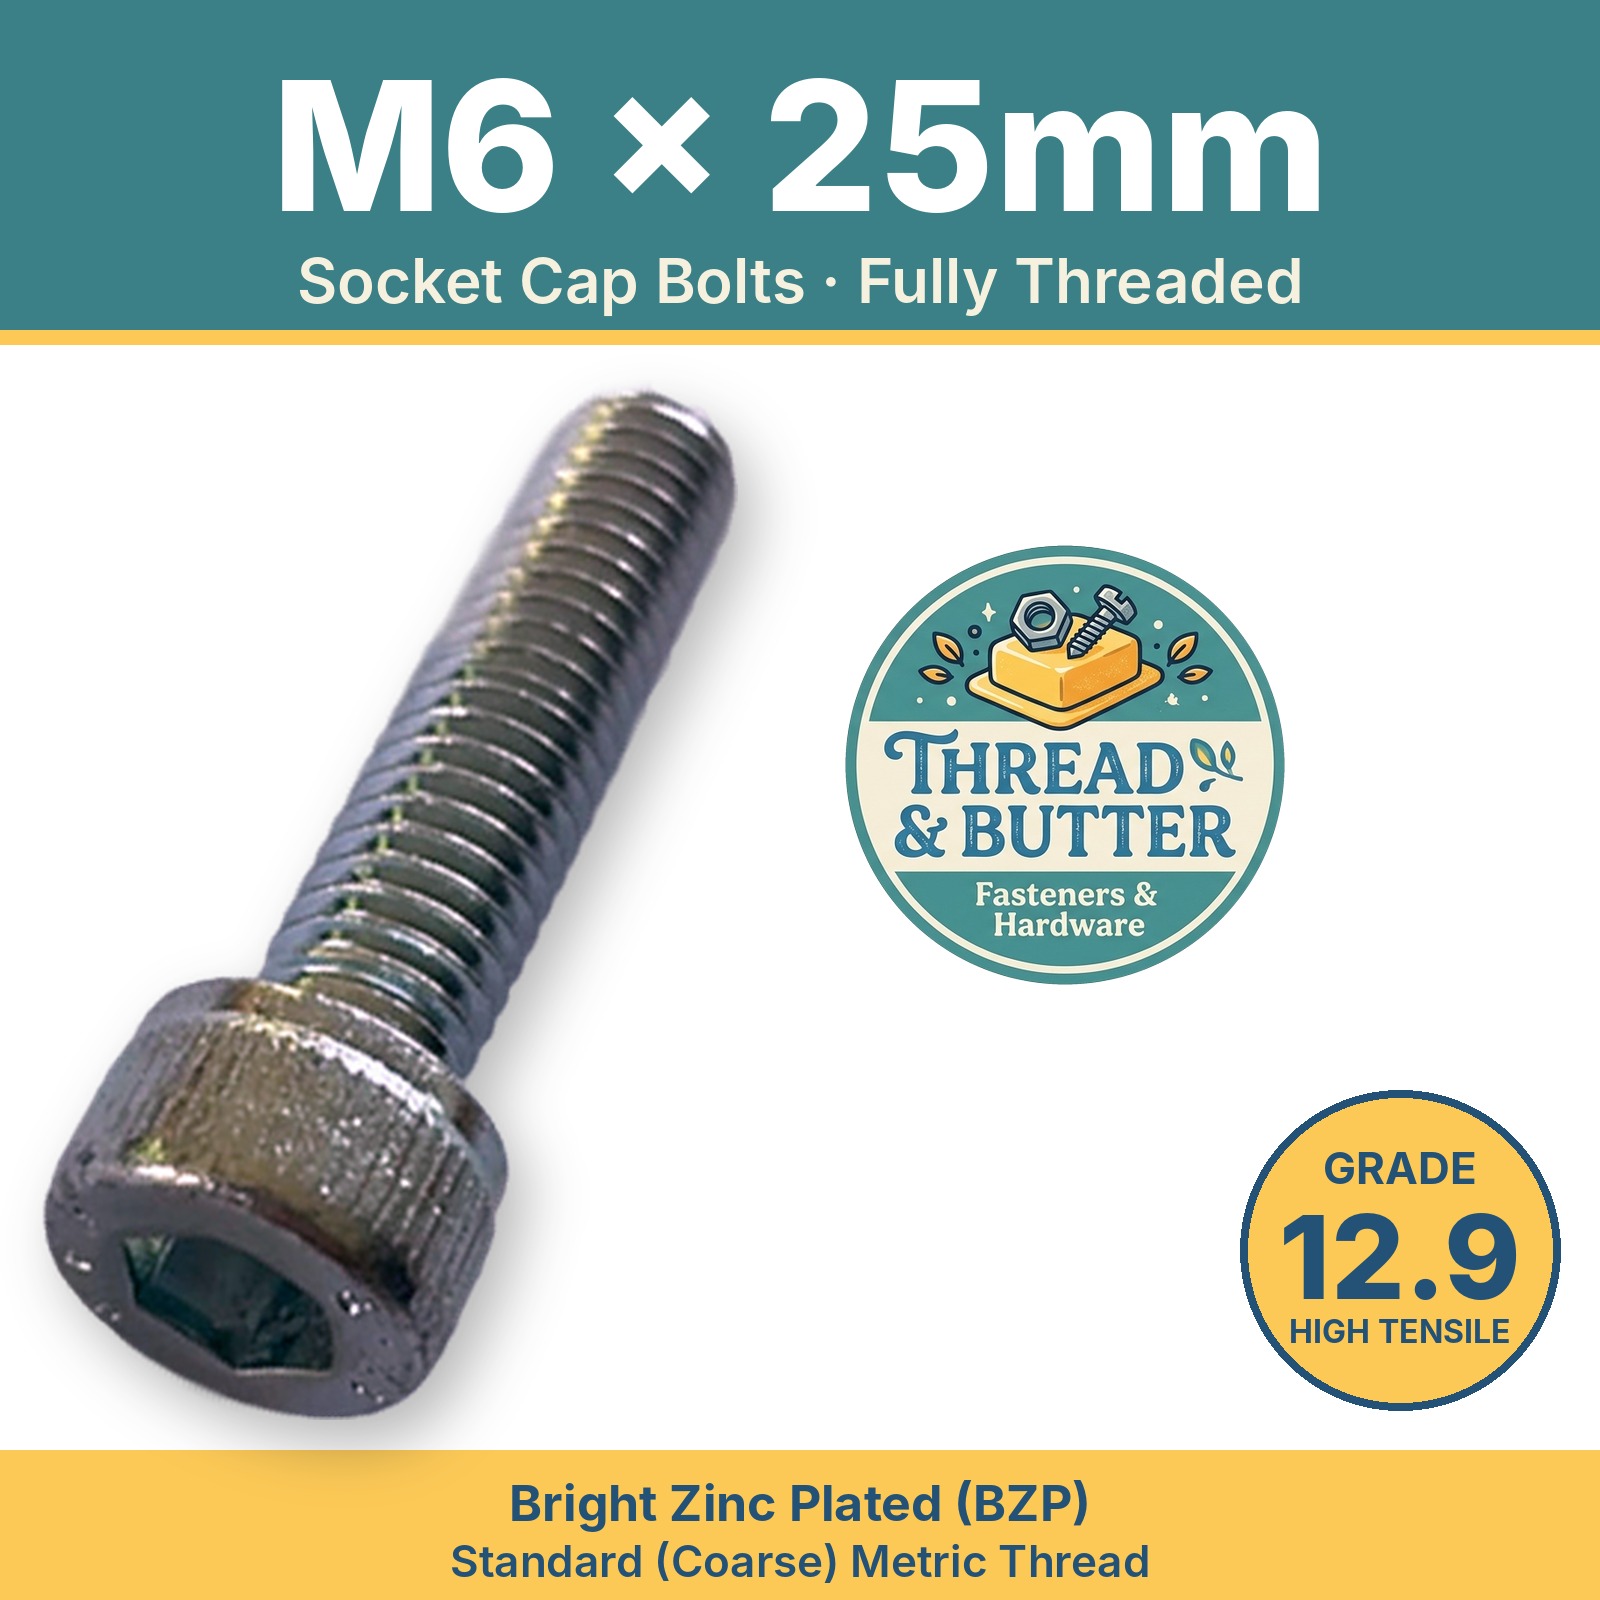 M6 × 25mm
Socket Cap Bolts · Fully Threaded
THREAD
& BUTTER
Fasteners &
Hardware
GRADE
12.9
HIGH TENSILE
Bright Zinc Plated (BZP)
Standard (Coarse) Metric Thread